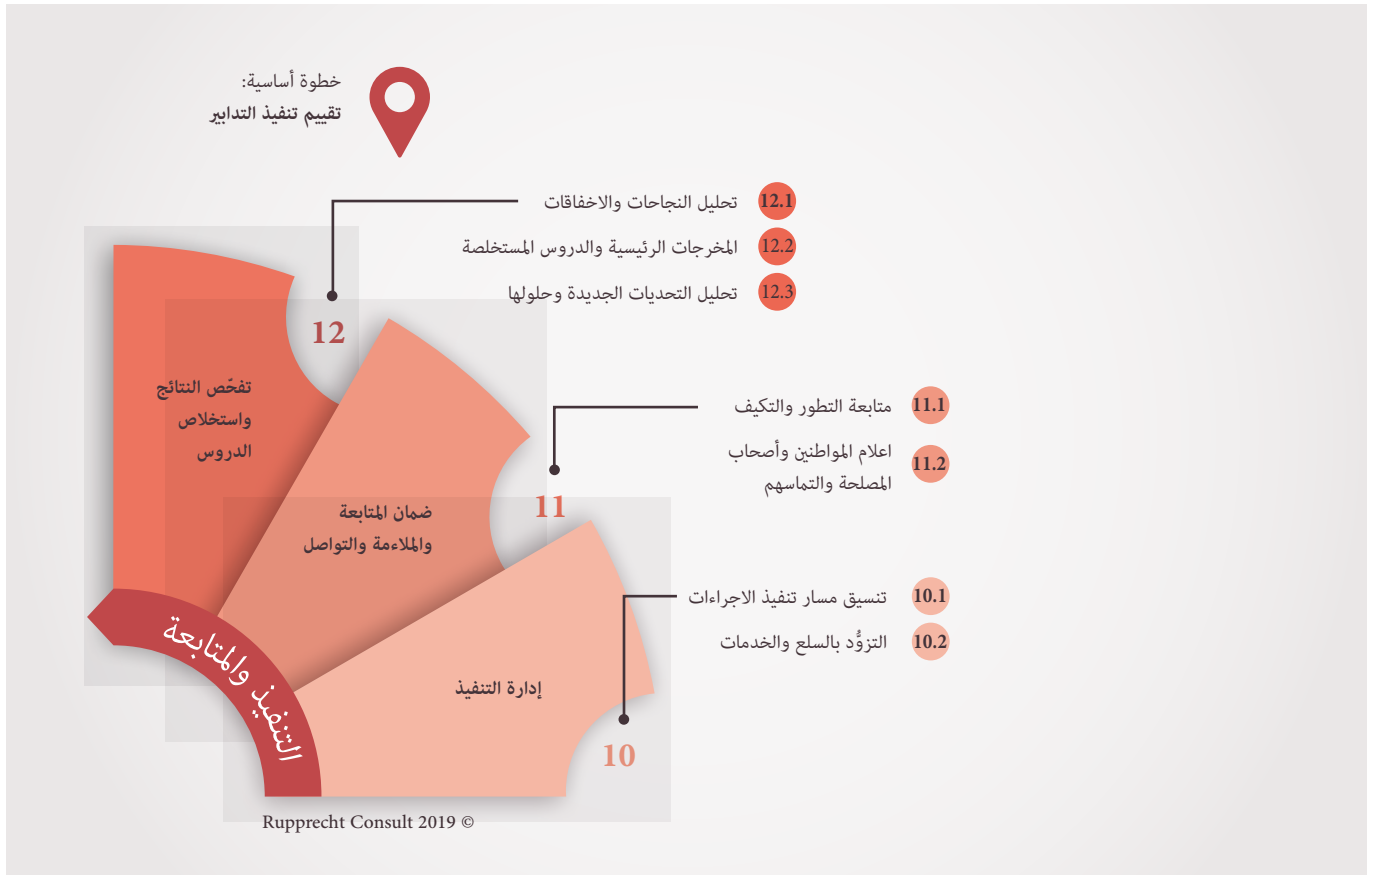 خطوة أساسية:
تقييم تنفيذ التدابير
12.1 تحليل النجاحات والاخفاقات
12.2 المخرجات الرئيسية والدروس المستخلصة
12.3 تحليل التحديات الجديدة وحلولها
12
تفحّص النتائج
واستخلاص
الدروس
11.1 متابعة التطور والتكيف
11.2 اعلام المواطنين وأصحاب
المصلحة والتماسهم
11
ضمان المتابعة
والملاءمة والتواصل
10.1 تنسيق مسار تنفيذ الاجراءات
10.2 التزوُّد بالسلع والخدمات
10
إدارة التنفيذ
التنفيذ والمتابعة
Rupprecht Consult 2019 ©